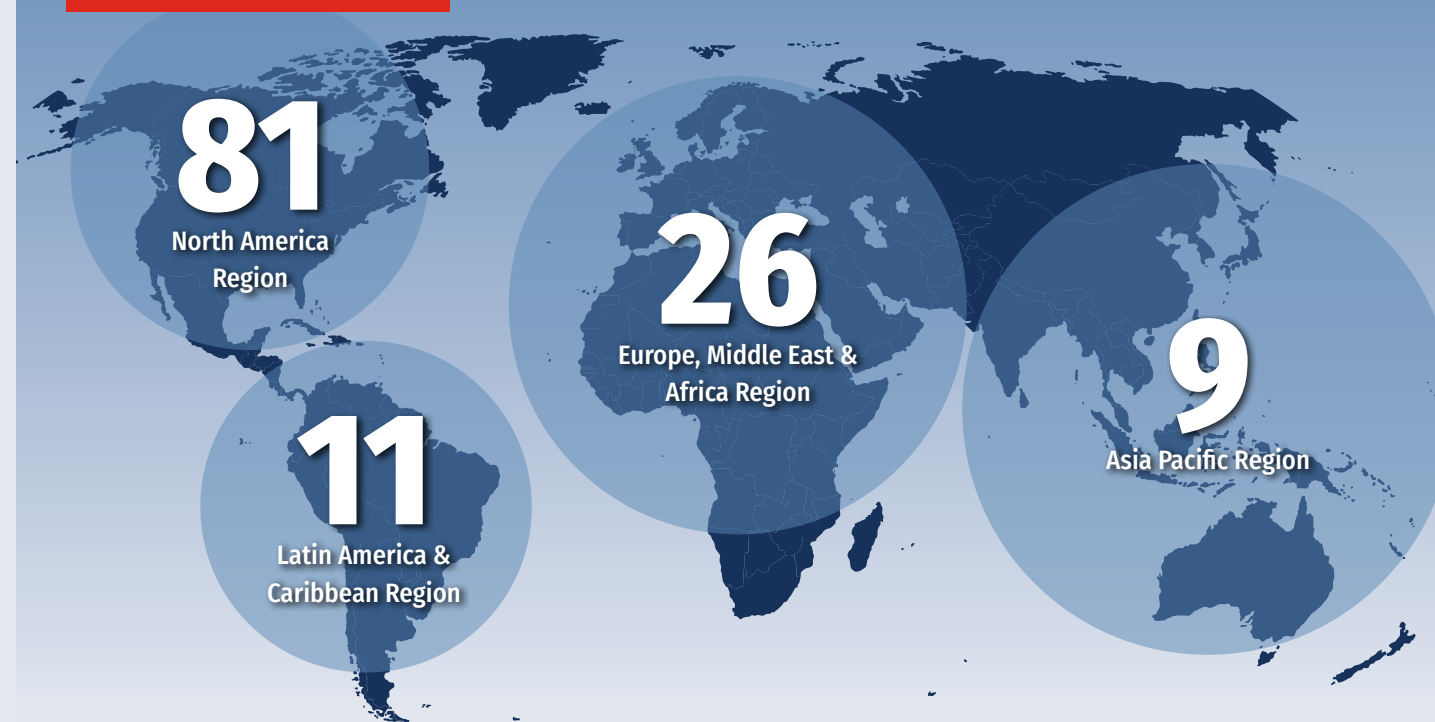 81
North America
Region
26
Europe, Middle East &
Africa Region
9
Asia Pacific Region
11
Latin America &
Caribbean Region